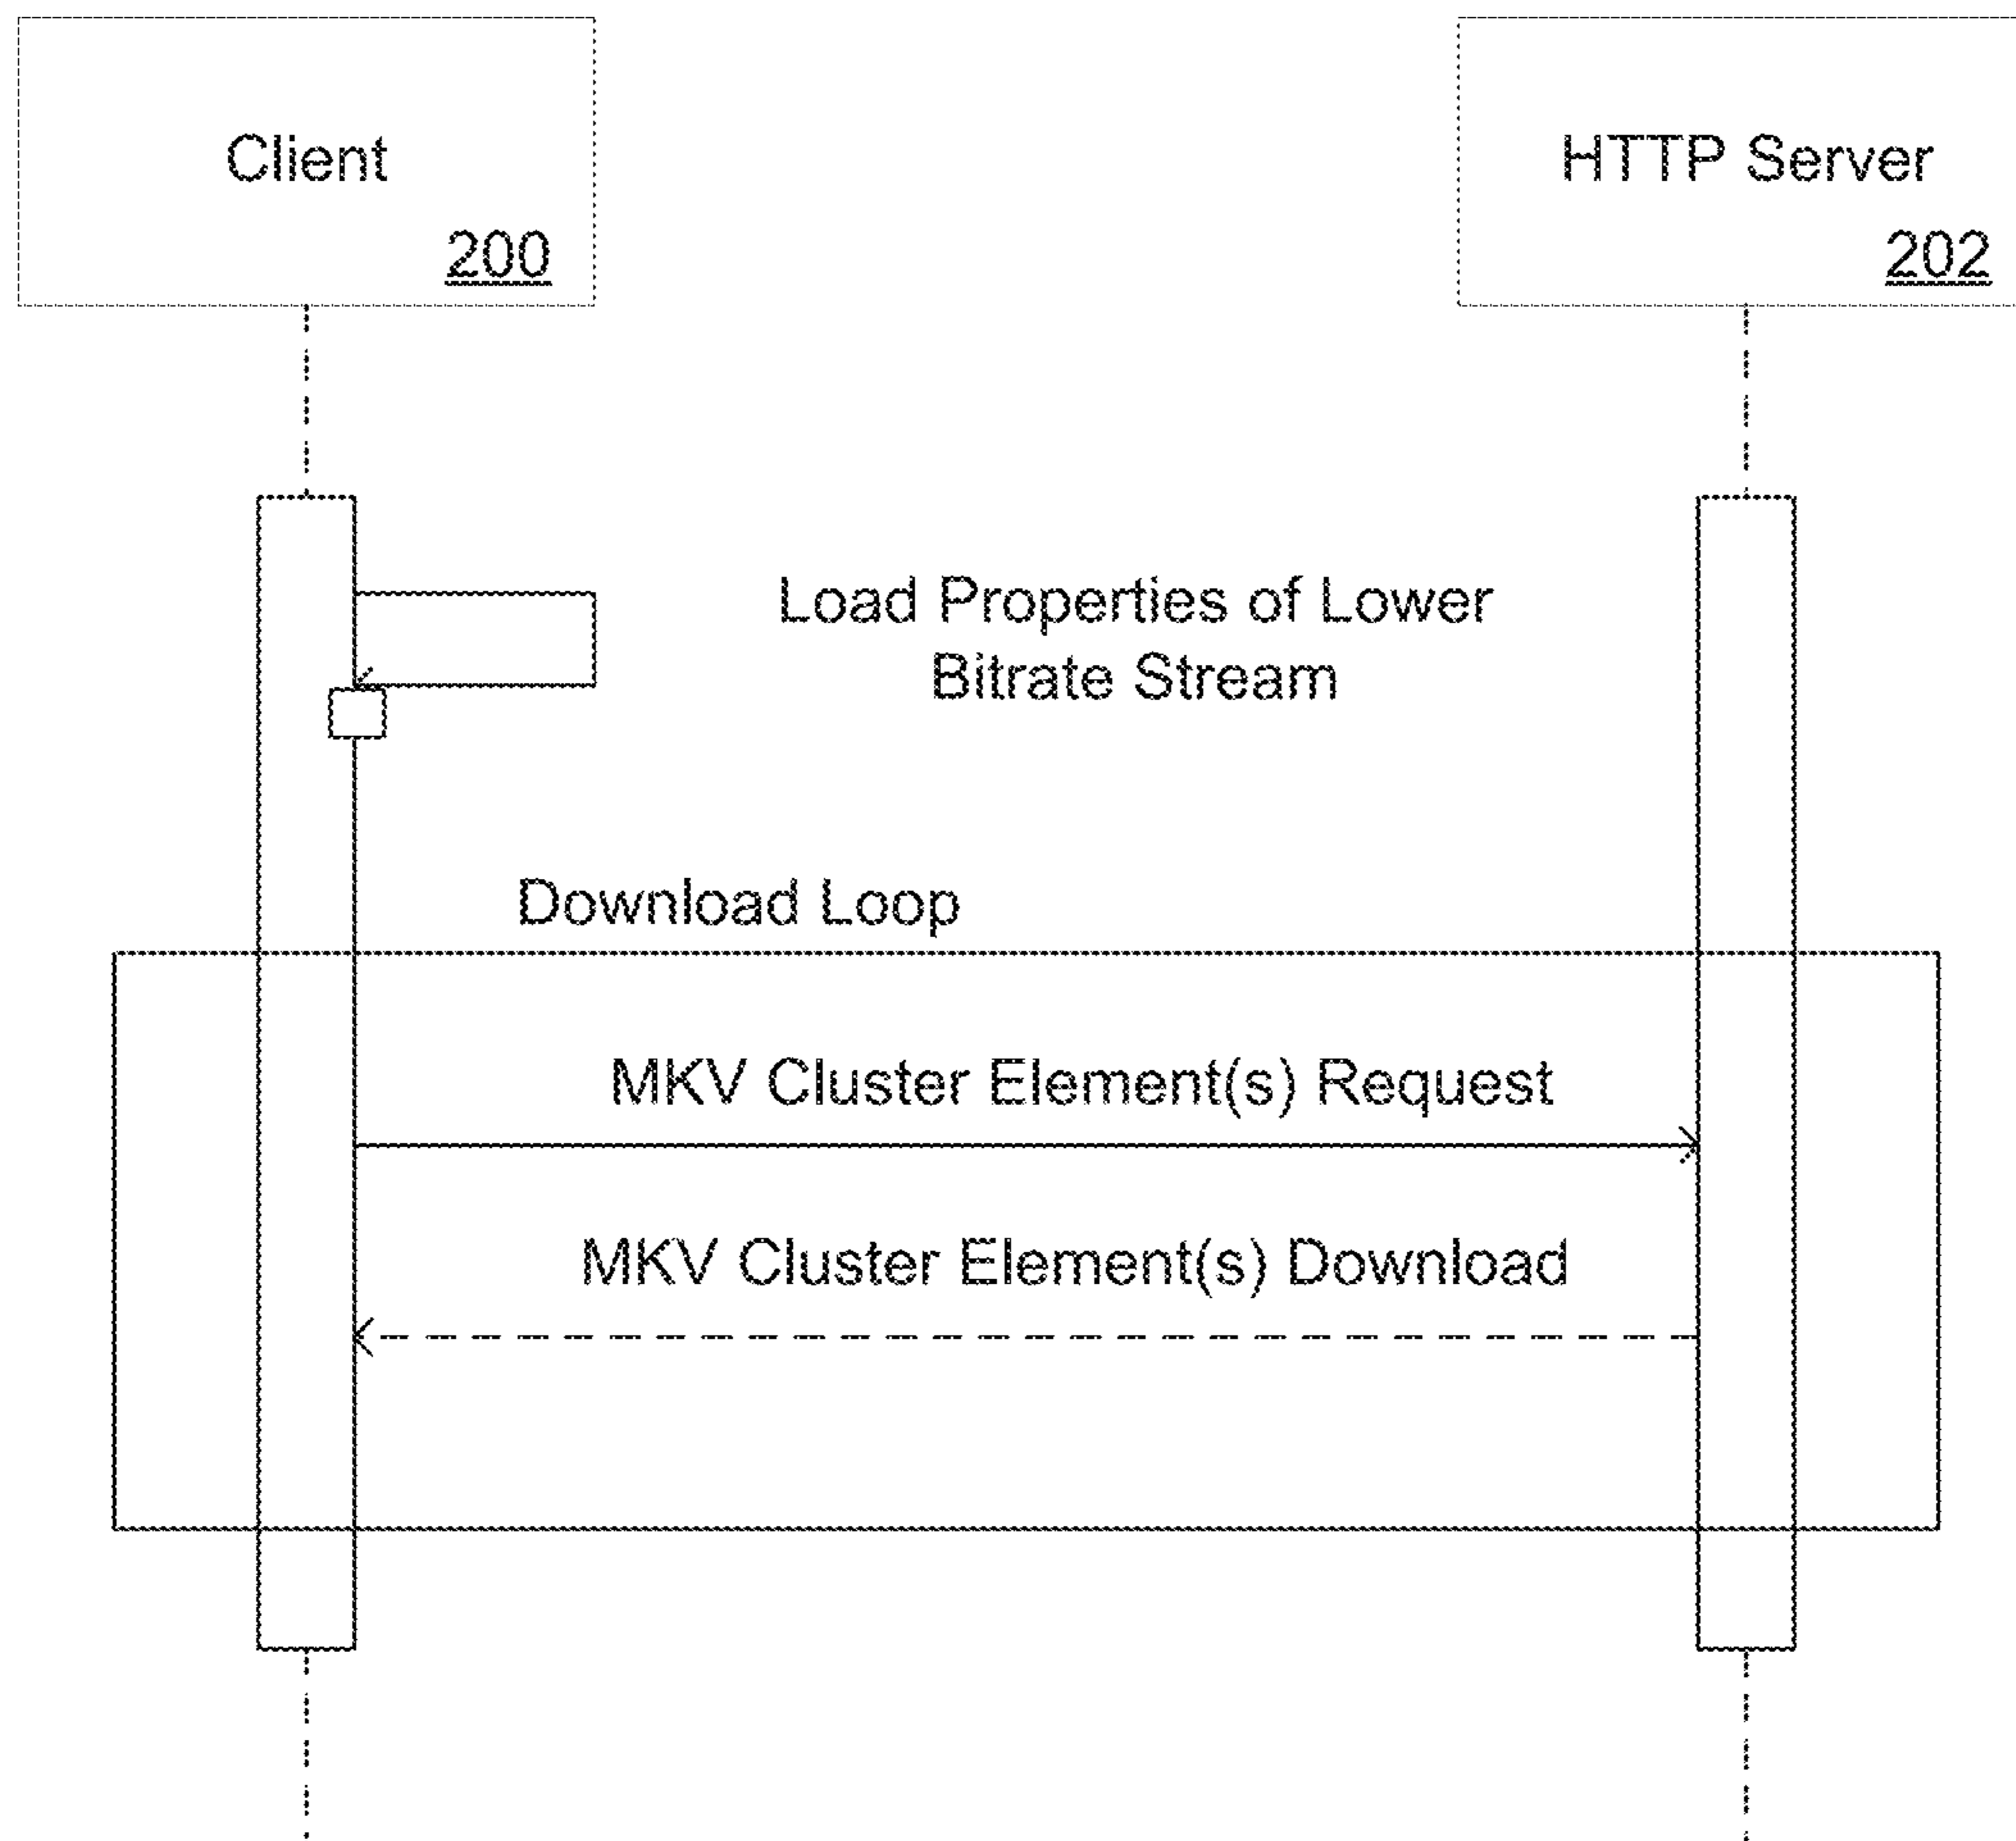 Client
200
HTTP Server
202
Load Properties of Lower
Bitrate Stream
Download Loop
MKV Cluster Element(s) Request
MKV Cluster Element(s) Download